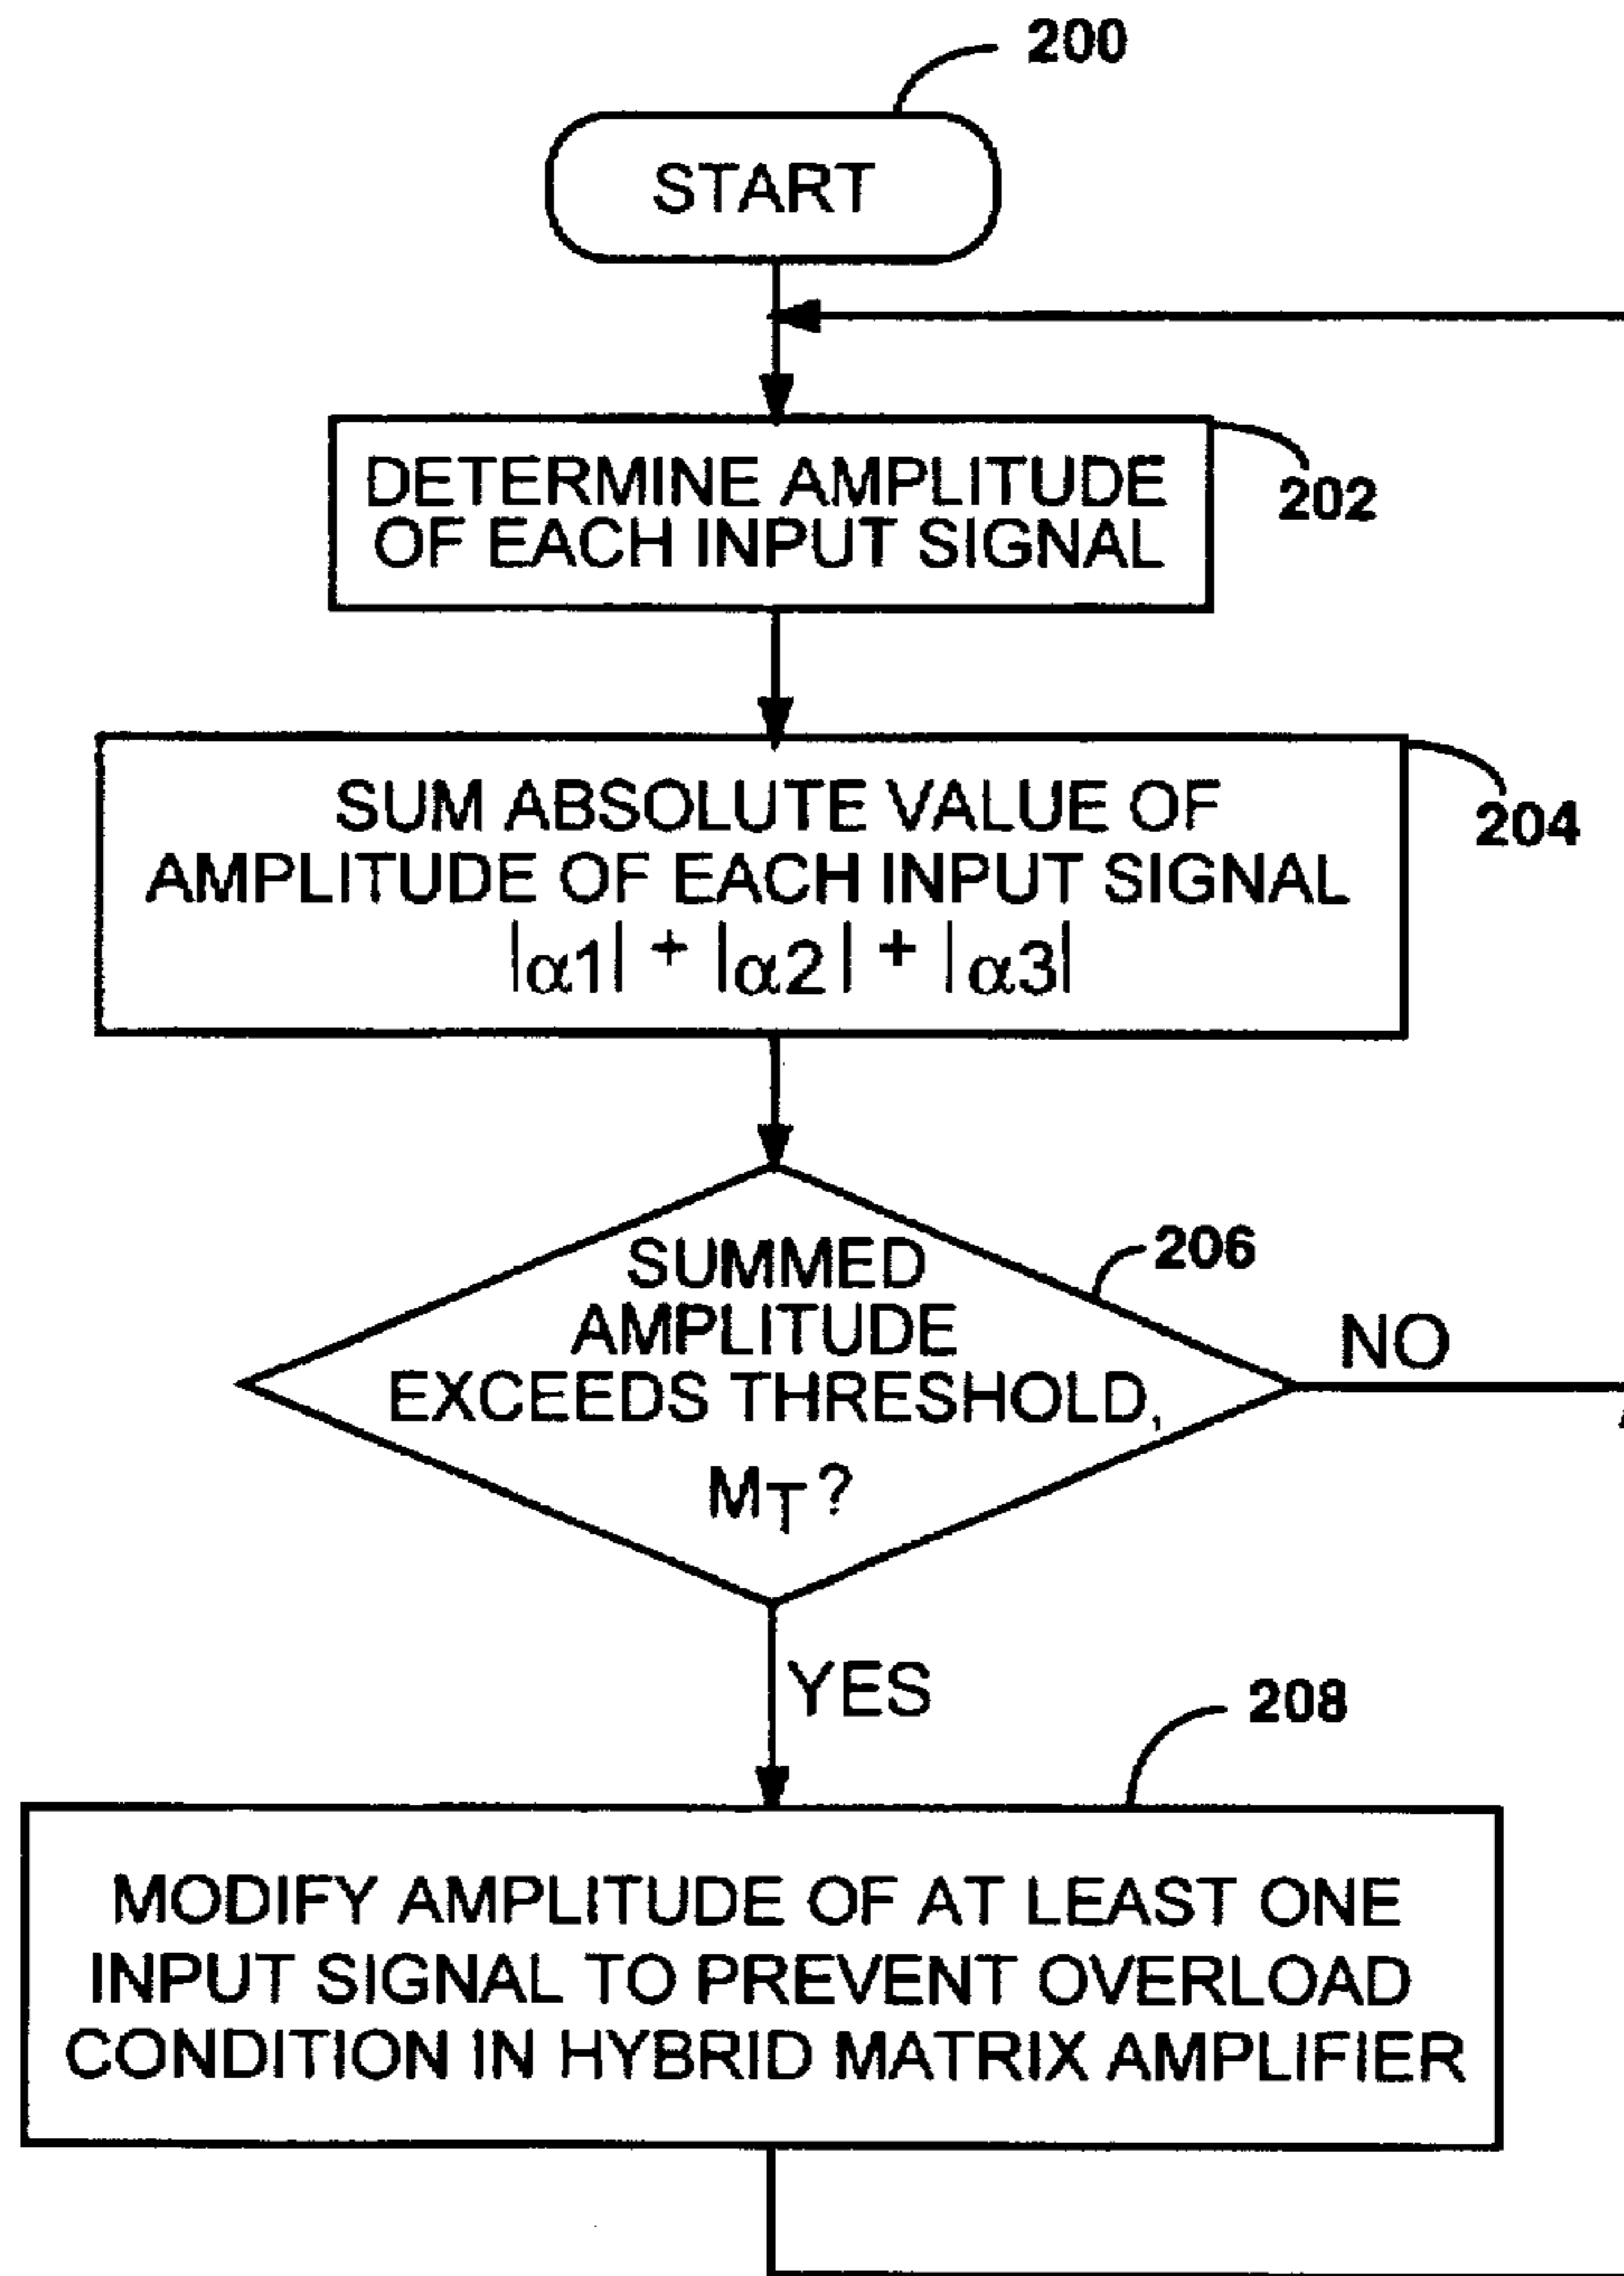 200
START
DETERMINE AMPLITUDE
OF EACH INPUT SIGNAL
202
SUM ABSOLUTE VALUE OF
AMPLITUDE OF EACH INPUT SIGNAL
|α1| + |α2| + |α3|
204
SUMMED
AMPLITUDE
EXCEEDS THRESHOLD,
MT?
206
NO
YES
208
MODIFY AMPLITUDE OF AT LEAST ONE
INPUT SIGNAL TO PREVENT OVERLOAD
CONDITION IN HYBRID MATRIX AMPLIFIER